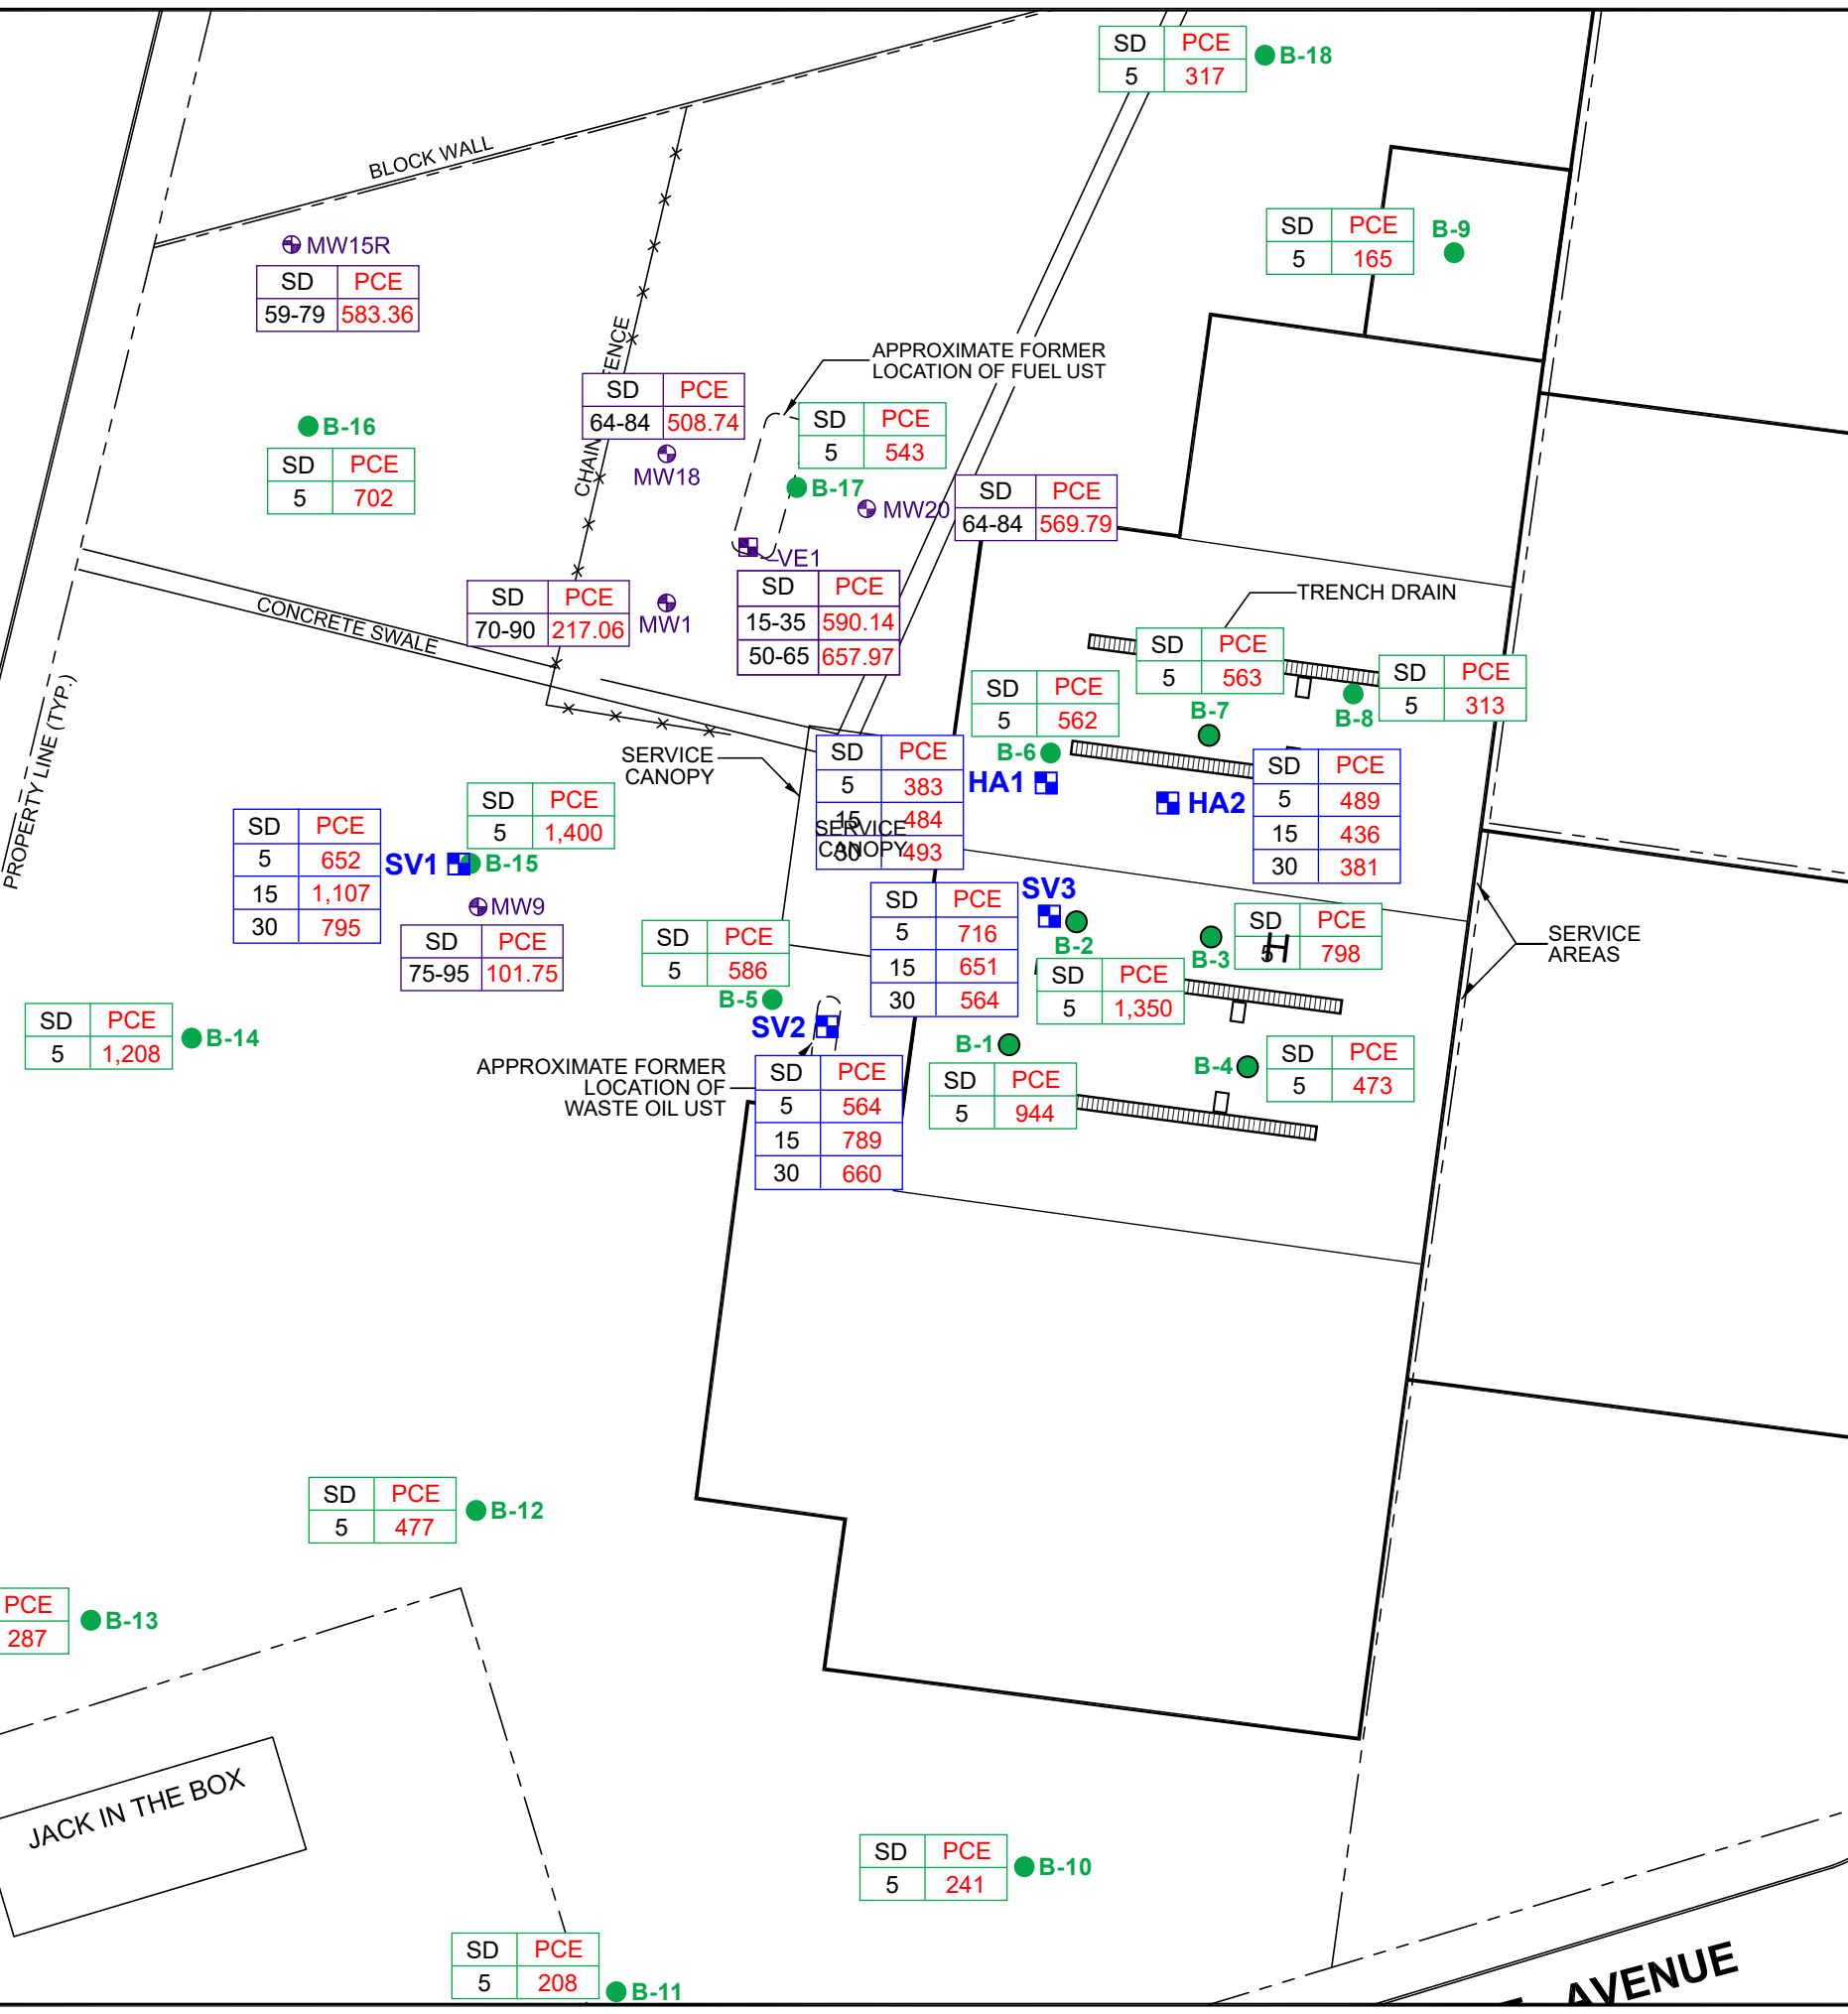 SD PCE
5 317
B-18
BLOCK WALL
SD PCE
5 165
B-9
MW15R
SD PCE
59-79 583.36
CHAIN
FENCE
APPROXIMATE FORMER
LOCATION OF FUEL UST
SD PCE
64-84 508.74
MW18
SD PCE
5 543
B-17
B-16
SD PCE
5 702
MW20
SD PCE
64-84 569.79
VE1
SD PCE
15-35 590.14
50-65 657.97
SD PCE
70-90 217.06
MW1
CONCRETE SWALE
TRENCH DRAIN
SD PCE
5 563
B-7
SD PCE
5 313
B-8
SD PCE
5 562
B-6
PROPERTY LINE (TYP.)
SERVICE
CANOPY
SD PCE
5 383
15 484
30 493
SERVICE
CANOPY
HA1
HA2
SD PCE
5 489
15 436
30 381
SD PCE
5 1,400
B-15
SD PCE
5 652
15 1,107
30 795
SV1
MW9
SD PCE
75-95 101.75
SD PCE
5 586
B-5
SD PCE
5 716
15 651
30 564
SV3
B-2
SD PCE
5 1,350
B-3
SD PCE
5 798
H
SERVICE
AREAS
SD PCE
5 1,208
B-14
SV2
APPROXIMATE FORMER
LOCATION OF
WASTE OIL UST
SD PCE
5 564
15 789
30 660
B-1
SD PCE
5 944
B-4
SD PCE
5 473
SD PCE
5 477
B-12
PCE
287
B-13
JACK IN THE BOX
SD PCE
5 241
B-10
SD PCE
5 208
B-11
AVENUE